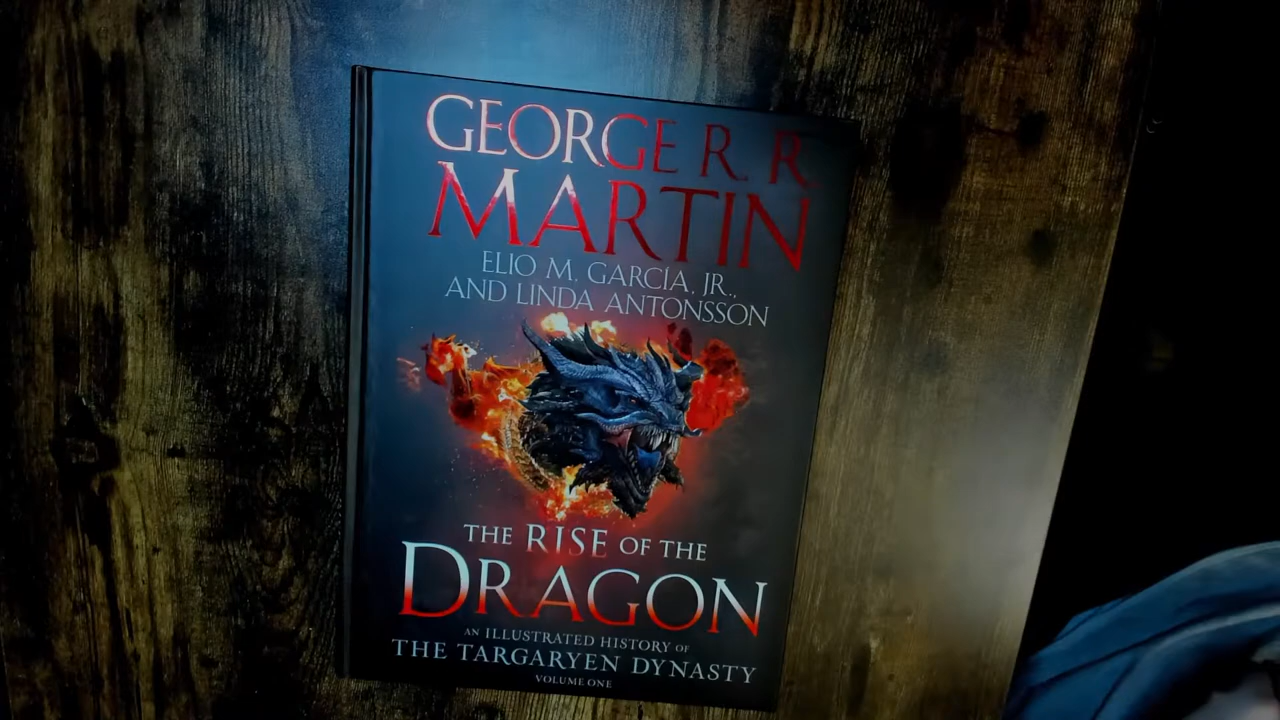 GEORGE R. R.
MARTIN
ELIO M. GARCÍA, JR.,
AND LINDA ANTONSSON
THE RISE OF THE
DRAGON
AN ILLUSTRATED HISTORY OF
THE TARGARYEN DYNASTY
VOLUME ONE